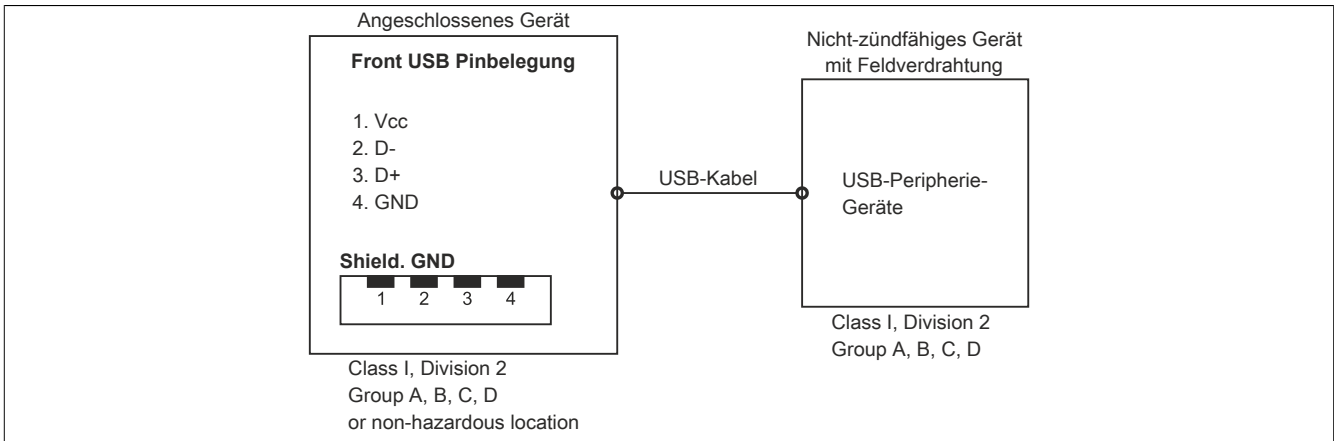 Angeschlossenes Gerät
Front USB Pinbelegung
1. Vcc
2. D-
3. D+
4. GND
Shield. GND
1 2 3 4
Class I, Division 2
Group A, B, C, D
or non-hazardous location
USB-Kabel
Nicht-zündfähiges Gerät
mit Feldverdrahtung
USB-Peripherie-
Geräte
Class I, Division 2
Group A, B, C, D